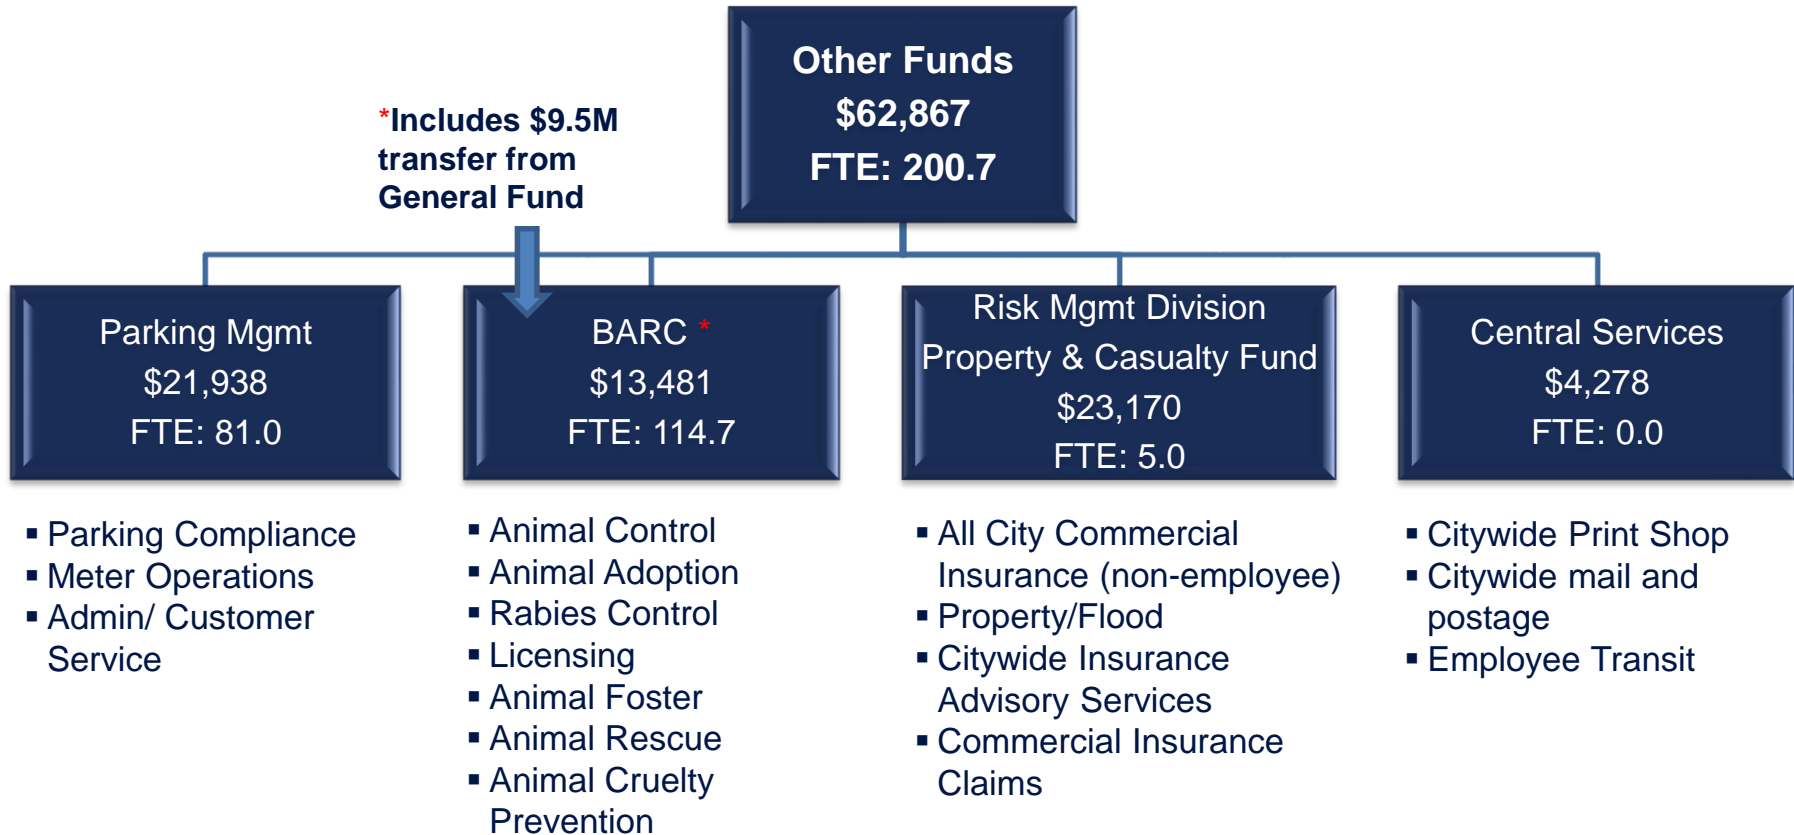 Other Funds
$62,867
FTE: 200.7
*Includes $9.5M
transfer from
General Fund
Parking Mgmt
$21,938
FTE: 81.0
BARC *
$13,481
FTE: 114.7
Risk Mgmt Division
Property & Casualty Fund
$23,170
FTE: 5.0
Central Services
$4,278
FTE: 0.0
▪ Parking Compliance
▪ Meter Operations
▪ Admin/ Customer
Service
▪ Animal Control
▪ Animal Adoption
▪ Rabies Control
▪ Licensing
▪ Animal Foster
▪ Animal Rescue
▪ Animal Cruelty
Prevention
▪ All City Commercial
Insurance (non-employee)
▪ Property/Flood
▪ Citywide Insurance
Advisory Services
▪ Commercial Insurance
Claims
▪ Citywide Print Shop
▪ Citywide mail and
postage
▪ Employee Transit